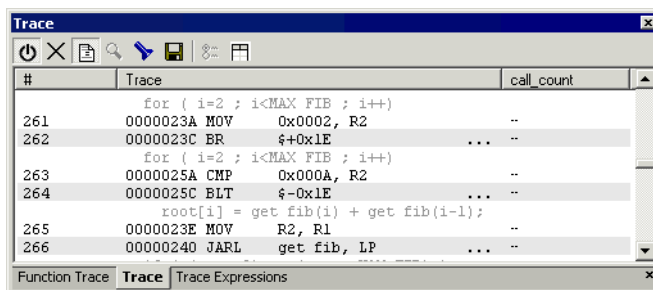 Trace
# Trace call_count
for ( i=2 ; i<MAX FIB ; i++)
261 0000023A MOV 0x0002, R2 --
262 0000023C BR $+0x1E ... --
for ( i=2 ; i<MAX FIB ; i++)
263 0000025A CMP 0x000A, R2 --
264 0000025C BLT $-0x1E ... --
root[i] = get fib(i) + get fib(i-1);
265 0000023E MOV R2, R1 --
266 00000240 JARL get fib, LP ... --
Function Trace Trace Trace Expressions